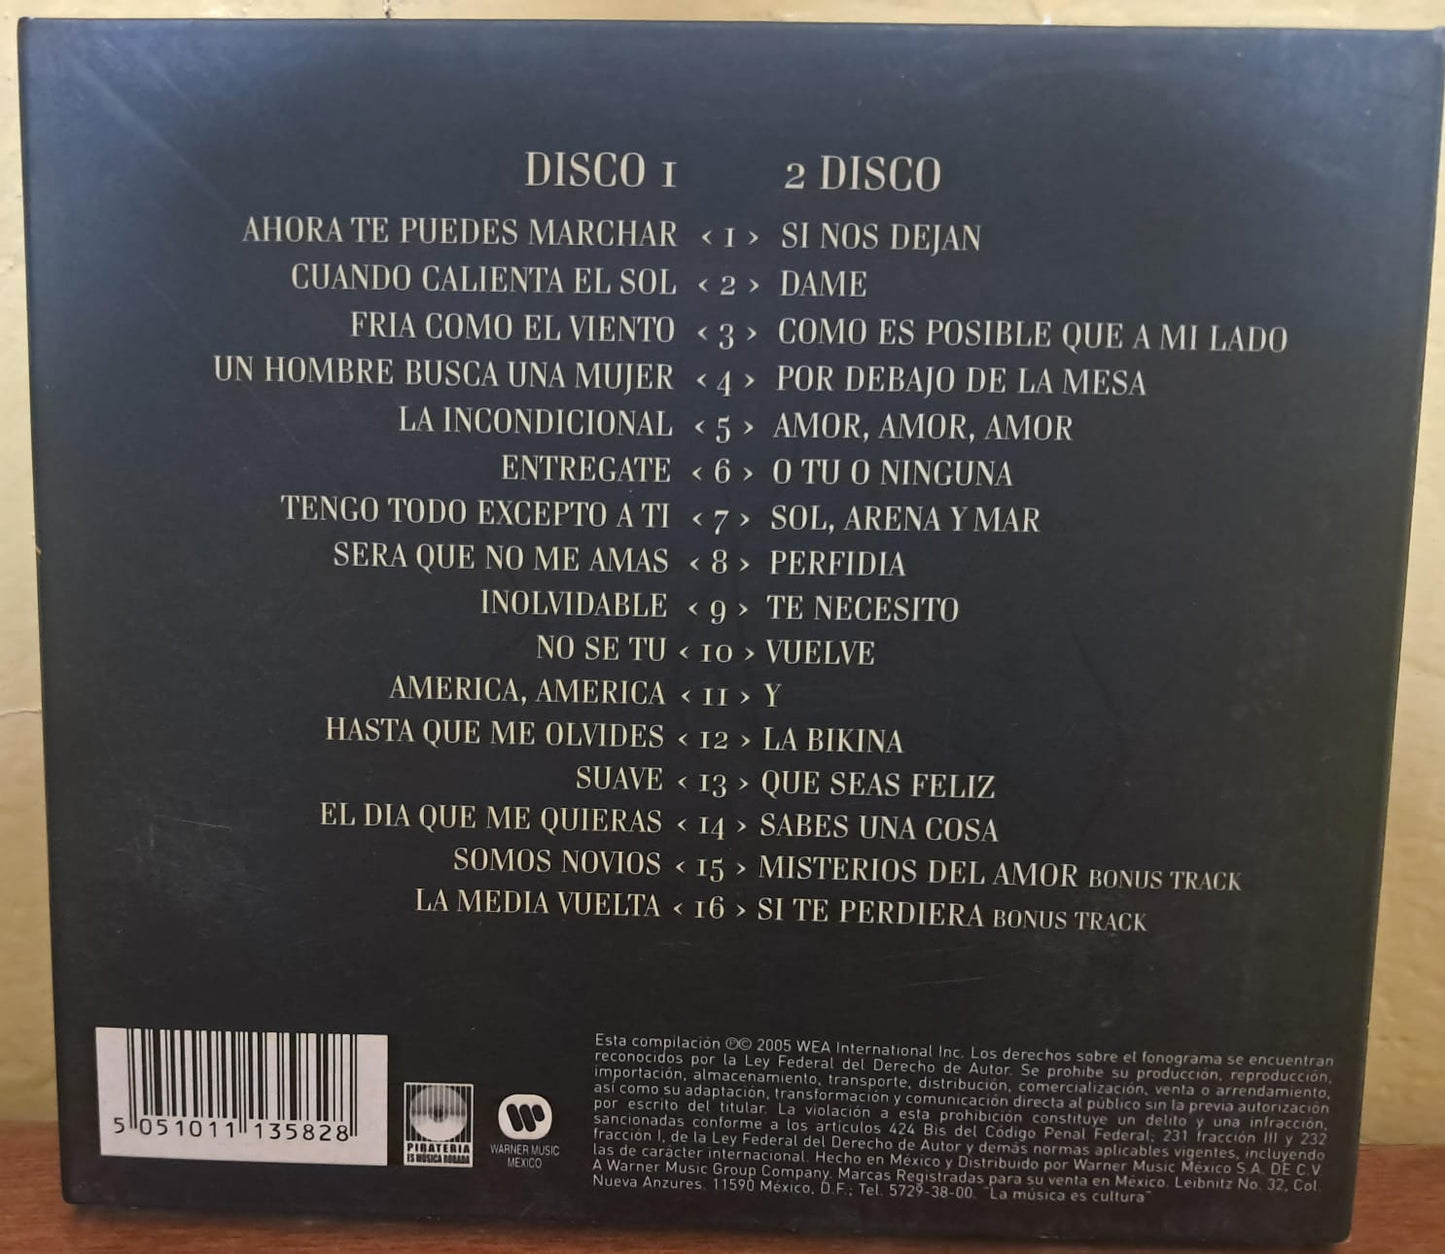 DISCO 1 2 DISCO
AHORA TE PUEDES MARCHAR < 1 > SI NOS DEJAN
CUANDO CALIENTA EL SOL < 2 > DAME
FRIA COMO EL VIENTO < 3 > COMO ES POSIBLE QUE A MI LADO
UN HOMBRE BUSCA UNA MUJER < 4 > POR DEBAJO DE LA MESA
LA INCONDICIONAL < 5 > AMOR, AMOR, AMOR
ENTREGATE < 6 > O TU O NINGUNA
TENGO TODO EXCEPTO A TI < 7 > SOL, ARENA Y MAR
SERA QUE NO ME AMAS < 8 > PERFIDIA
INOLVIDABLE < 9 > TE NECESITO
NO SE TU < 10 > VUELVE
AMERICA, AMERICA < 11 > Y
HASTA QUE ME OLVIDES < 12 > LA BIKINA
SUAVE < 13 > QUE SEAS FELIZ
EL DIA QUE ME QUIERAS < 14 > SABES UNA COSA
SOMOS NOVIOS < 15 > MISTERIOS DEL AMOR BONUS TRACK
LA MEDIA VUELTA < 16 > SI TE PERDIERA BONUS TRACK
5 051011 135828
PIRATERIA
ES MUSICA ROBADA
WARNER MUSIC
MEXICO
Esta compilación ℗© 2005 WEA International Inc. Los derechos sobre el fonograma se encuentran
reconocidos por la Ley Federal del Derecho de Autor. Se prohibe su producción, reproducción,
importación, almacenamiento, transporte, distribución, comercialización, venta o arrendamiento,
así como su adaptación, transformación y comunicación directa al público sin la previa autorización
por escrito del titular. La violación a esta prohibición constituye un delito y una infracción,
sancionadas conforme a los artículos 424 Bis del Código Penal Federal; 231 fracción III y 232
fracción I, de la Ley Federal del Derecho de Autor y demás normas aplicables vigentes, incluyendo
las de carácter internacional. Hecho en México y Distribuido por Warner Music México S.A. DE C.V.
A Warner Music Group Company. Marcas Registradas para su venta en México. Leibnitz No. 32, Col.
Nueva Anzures. 11590 México, D.F.; Tel. 5729-38-00. "La música es cultura"